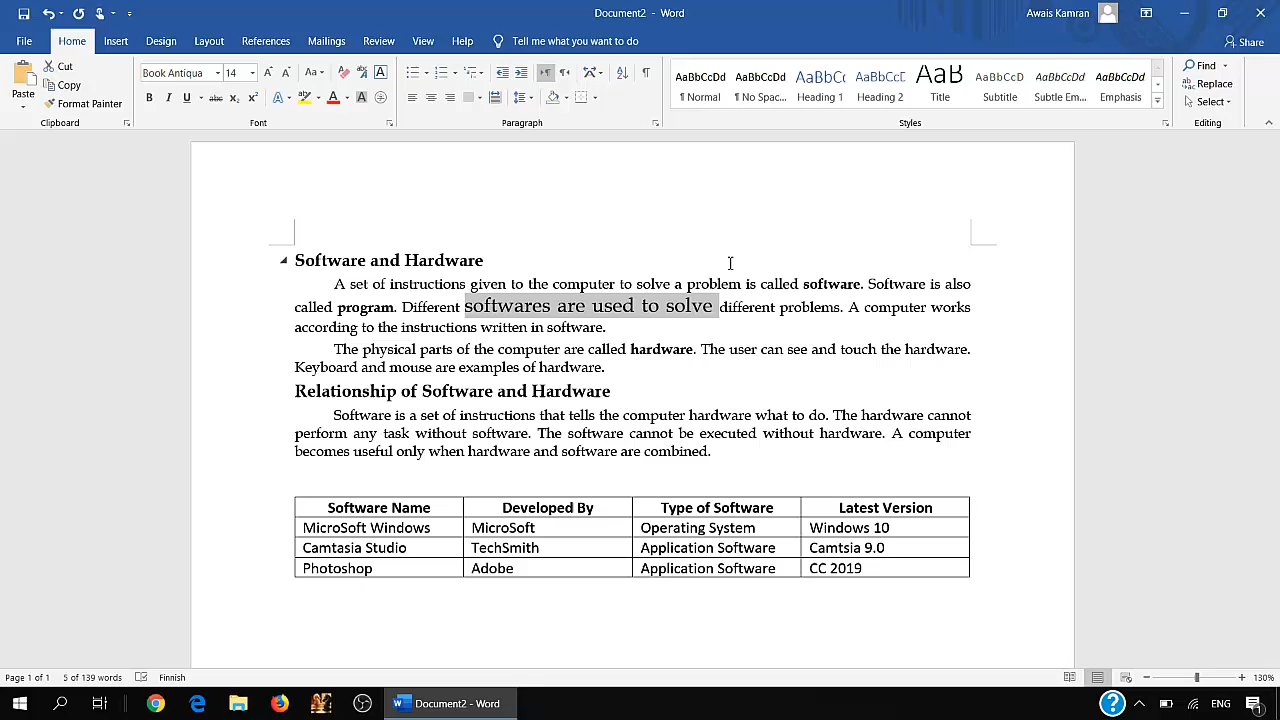 Document2 - Word
Awais Kamran
File Home Insert Design Layout References Mailings Review View Help Tell me what you want to do Share
Paste Cut Copy Format Painter
Clipboard
Book Antiqua 14
Font
Paragraph
AaBbCcDd AaBbCcDd AaBbCc AaBbCcD AaB AaBbCcDd AaBbCcDd AaBbCcDd
¶ Normal ¶ No Spac... Heading 1 Heading 2 Title Subtitle Subtle Em... Emphasis
Styles
Find
Replace
Select
Editing
Software and Hardware
A set of instructions given to the computer to solve a problem is called software. Software is also
called program. Different softwares are used to solve different problems. A computer works
according to the instructions written in software.
The physical parts of the computer are called hardware. The user can see and touch the hardware.
Keyboard and mouse are examples of hardware.
Relationship of Software and Hardware
Software is a set of instructions that tells the computer hardware what to do. The hardware cannot
perform any task without software. The software cannot be executed without hardware. A computer
becomes useful only when hardware and software are combined.
Software Name Developed By Type of Software Latest Version
MicroSoft Windows MicroSoft Operating System Windows 10
Camtasia Studio TechSmith Application Software Camtsia 9.0
Photoshop Adobe Application Software CC 2019
Page 1 of 1 5 of 139 words Finnish 130%
Document2 - Word ENG